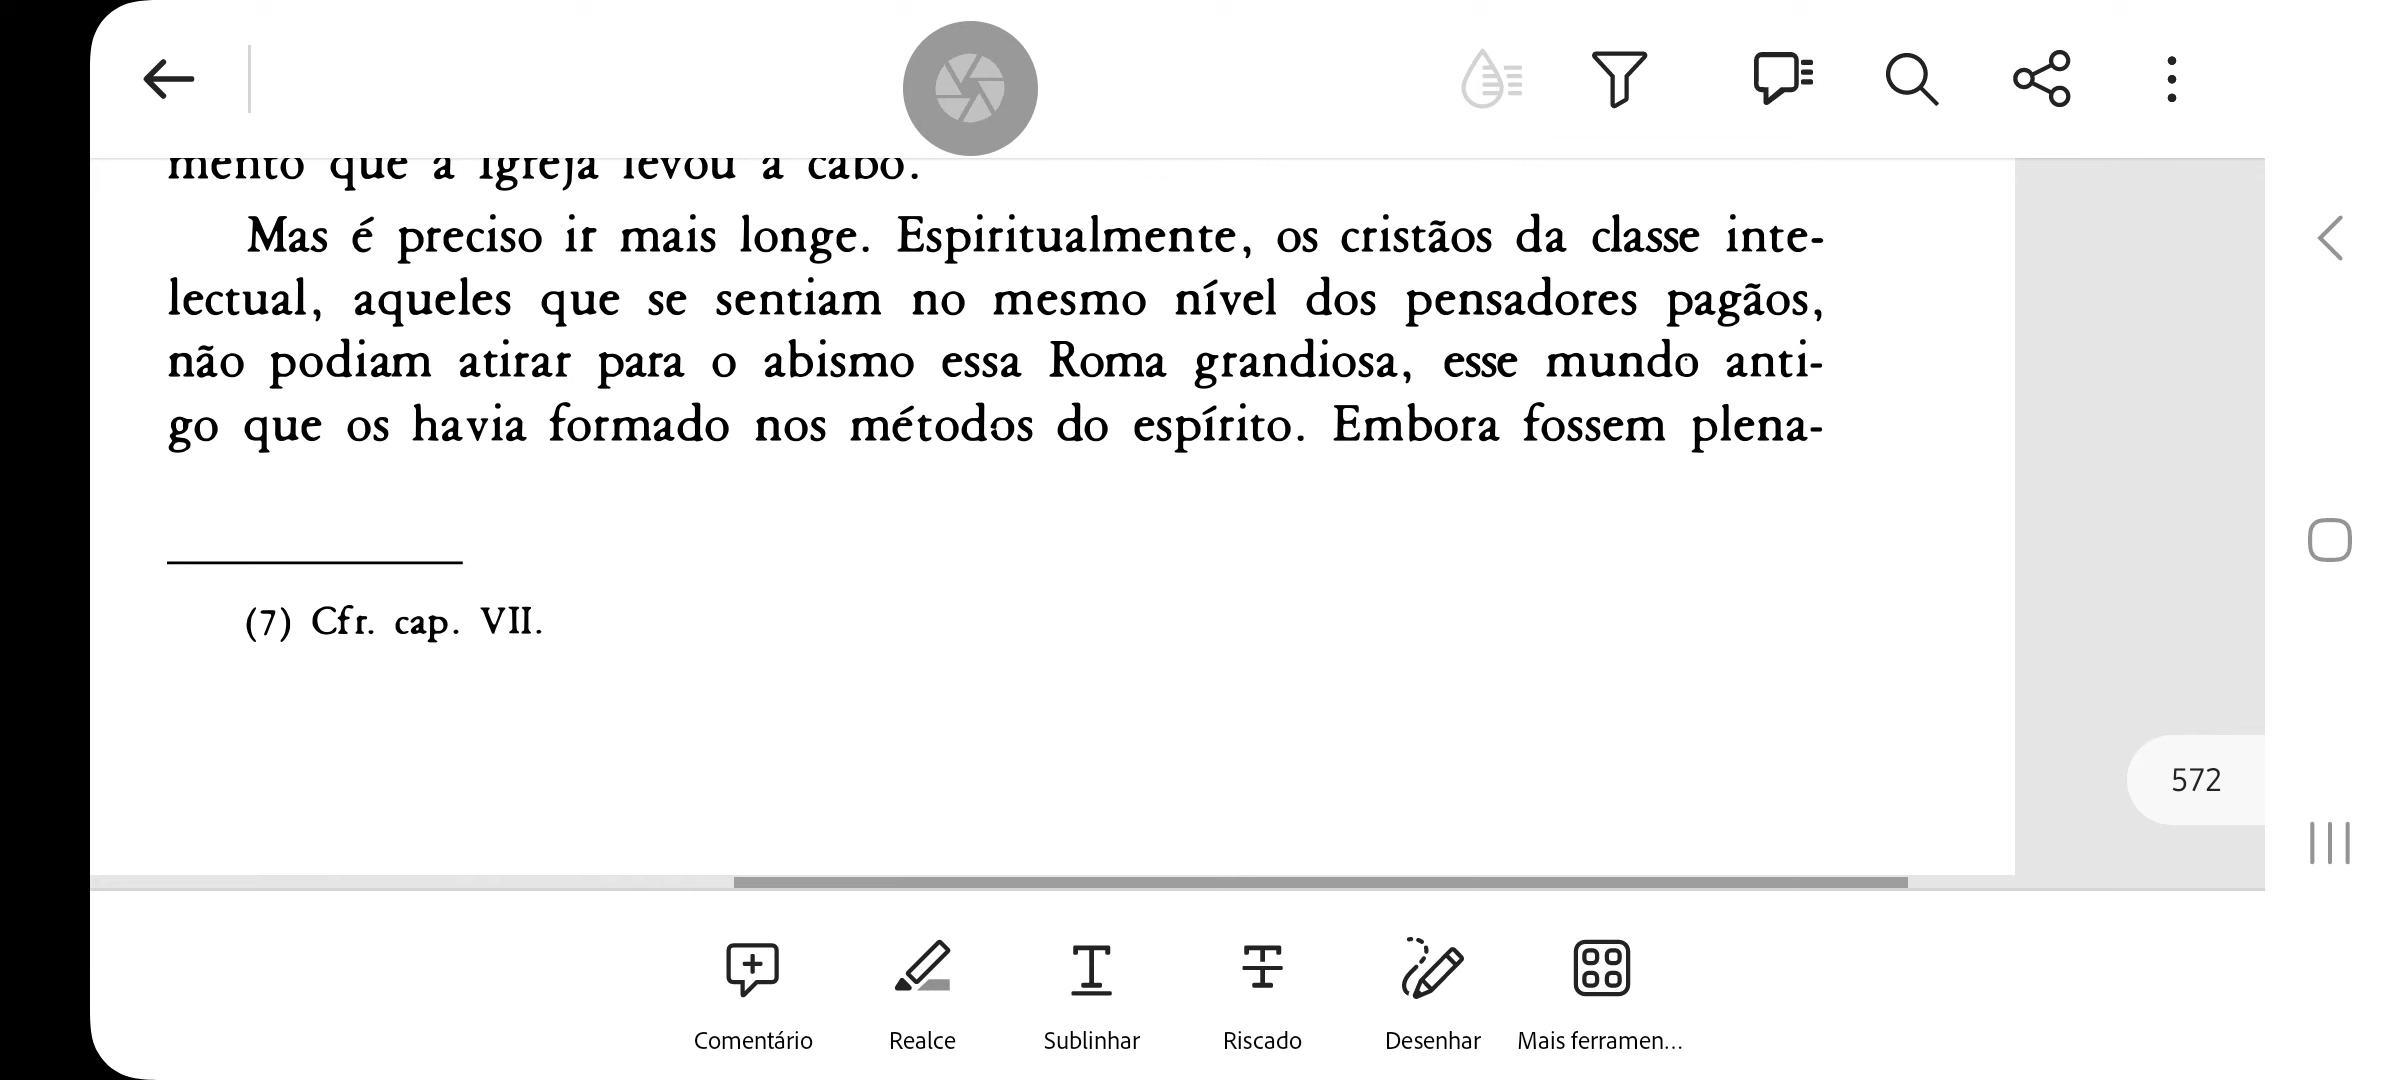 mento que a Igreja levou a cabo.
Mas é preciso ir mais longe. Espiritualmente, os cristãos da classe inte-
lectual, aqueles que se sentiam no mesmo nível dos pensadores pagãos,
não podiam atirar para o abismo essa Roma grandiosa, esse mundo anti-
go que os havia formado nos métodos do espírito. Embora fossem plena-
(7) Cfr. cap. VII.
572
Comentário
Realce
Sublinhar
Riscado
Desenhar
Mais ferramen...